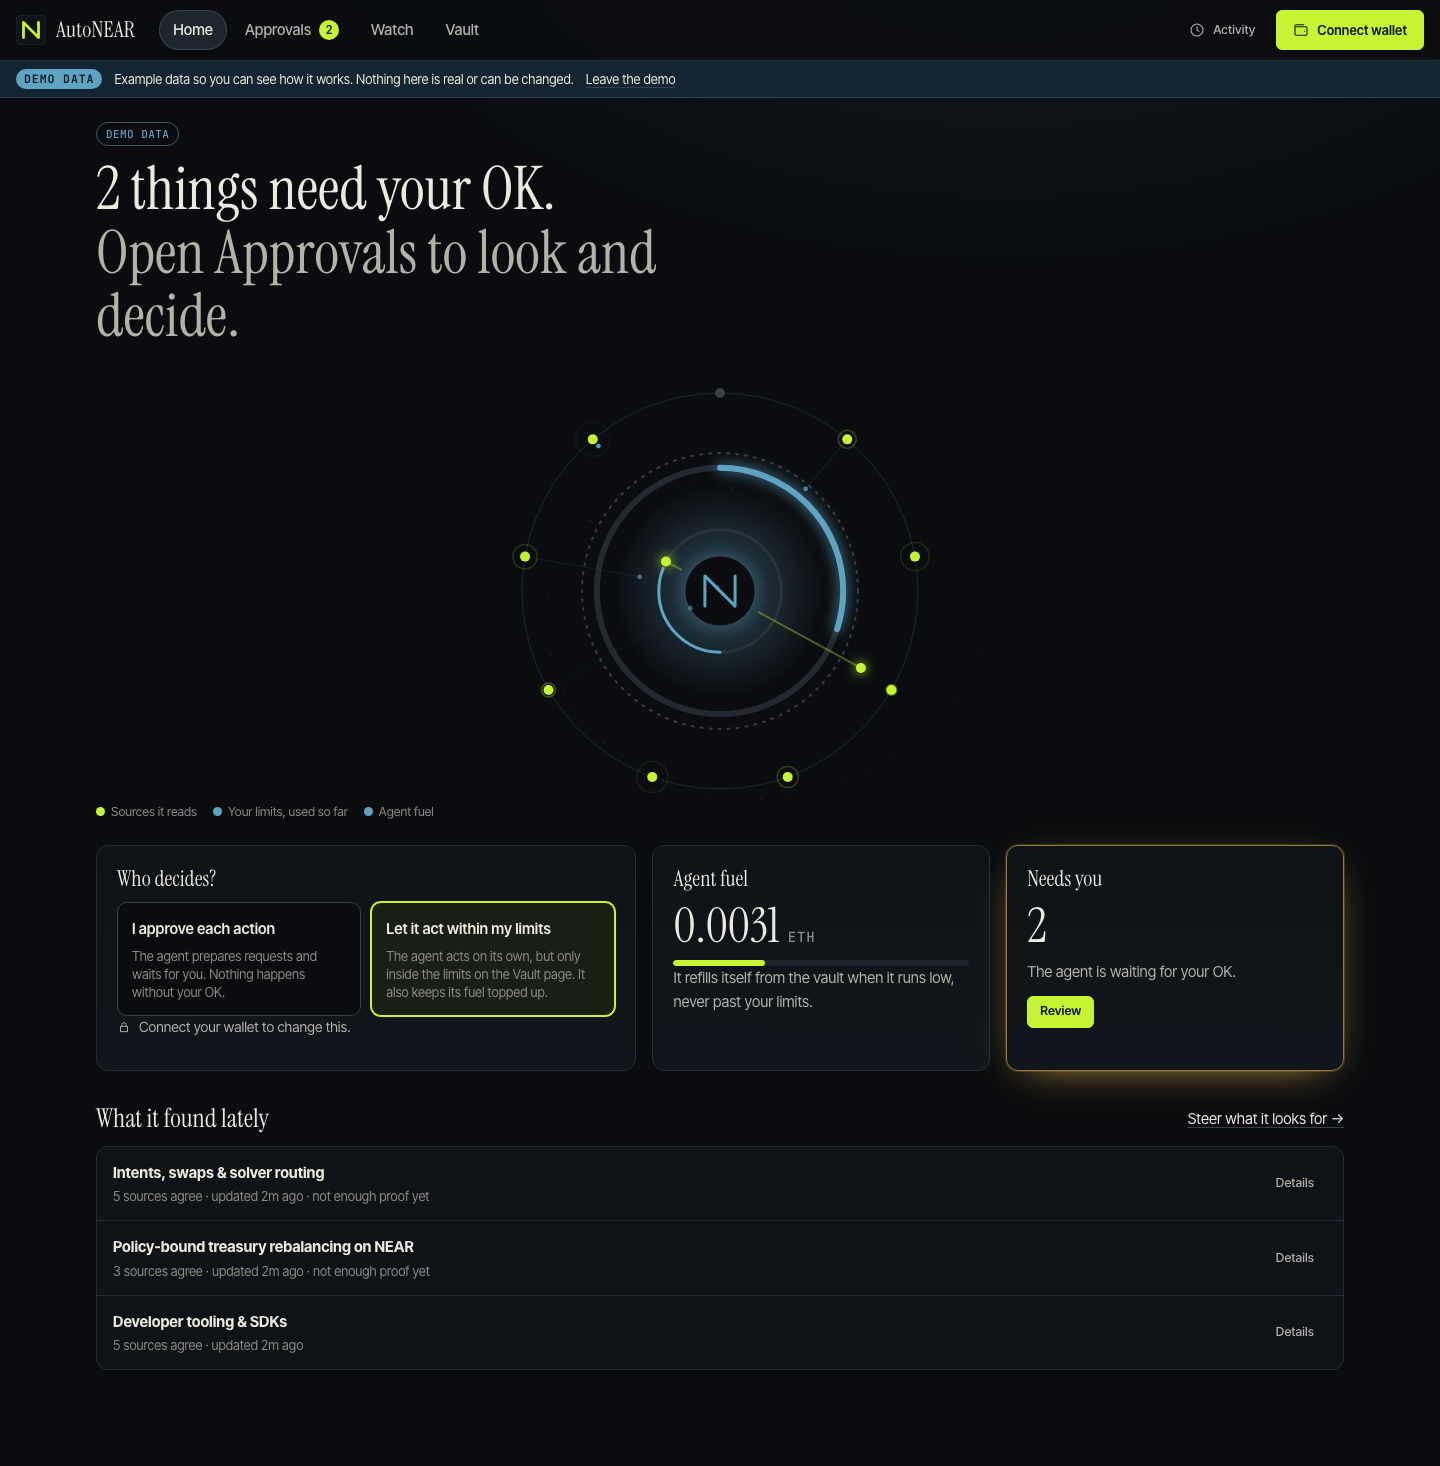 N AutoNEAR Home Approvals 2 Watch Vault Activity Connect wallet
DEMO DATA Example data so you can see how it works. Nothing here is real or can be changed. Leave the demo
DEMO DATA
2 things need your OK.
Open Approvals to look and
decide.
N
Sources it reads Your limits, used so far Agent fuel
Who decides?
I approve each action
The agent prepares requests and
waits for you. Nothing happens
without your OK.
Let it act within my limits
The agent acts on its own, but only
inside the limits on the Vault page. It
also keeps its fuel topped up.
Connect your wallet to change this.
Agent fuel
0.0031 ETH
It refills itself from the vault when it runs low,
never past your limits.
Needs you
2
The agent is waiting for your OK.
Review
What it found lately
Steer what it looks for →
Intents, swaps & solver routing
5 sources agree · updated 2m ago · not enough proof yet
Details
Policy-bound treasury rebalancing on NEAR
3 sources agree · updated 2m ago · not enough proof yet
Details
Developer tooling & SDKs
5 sources agree · updated 2m ago
Details